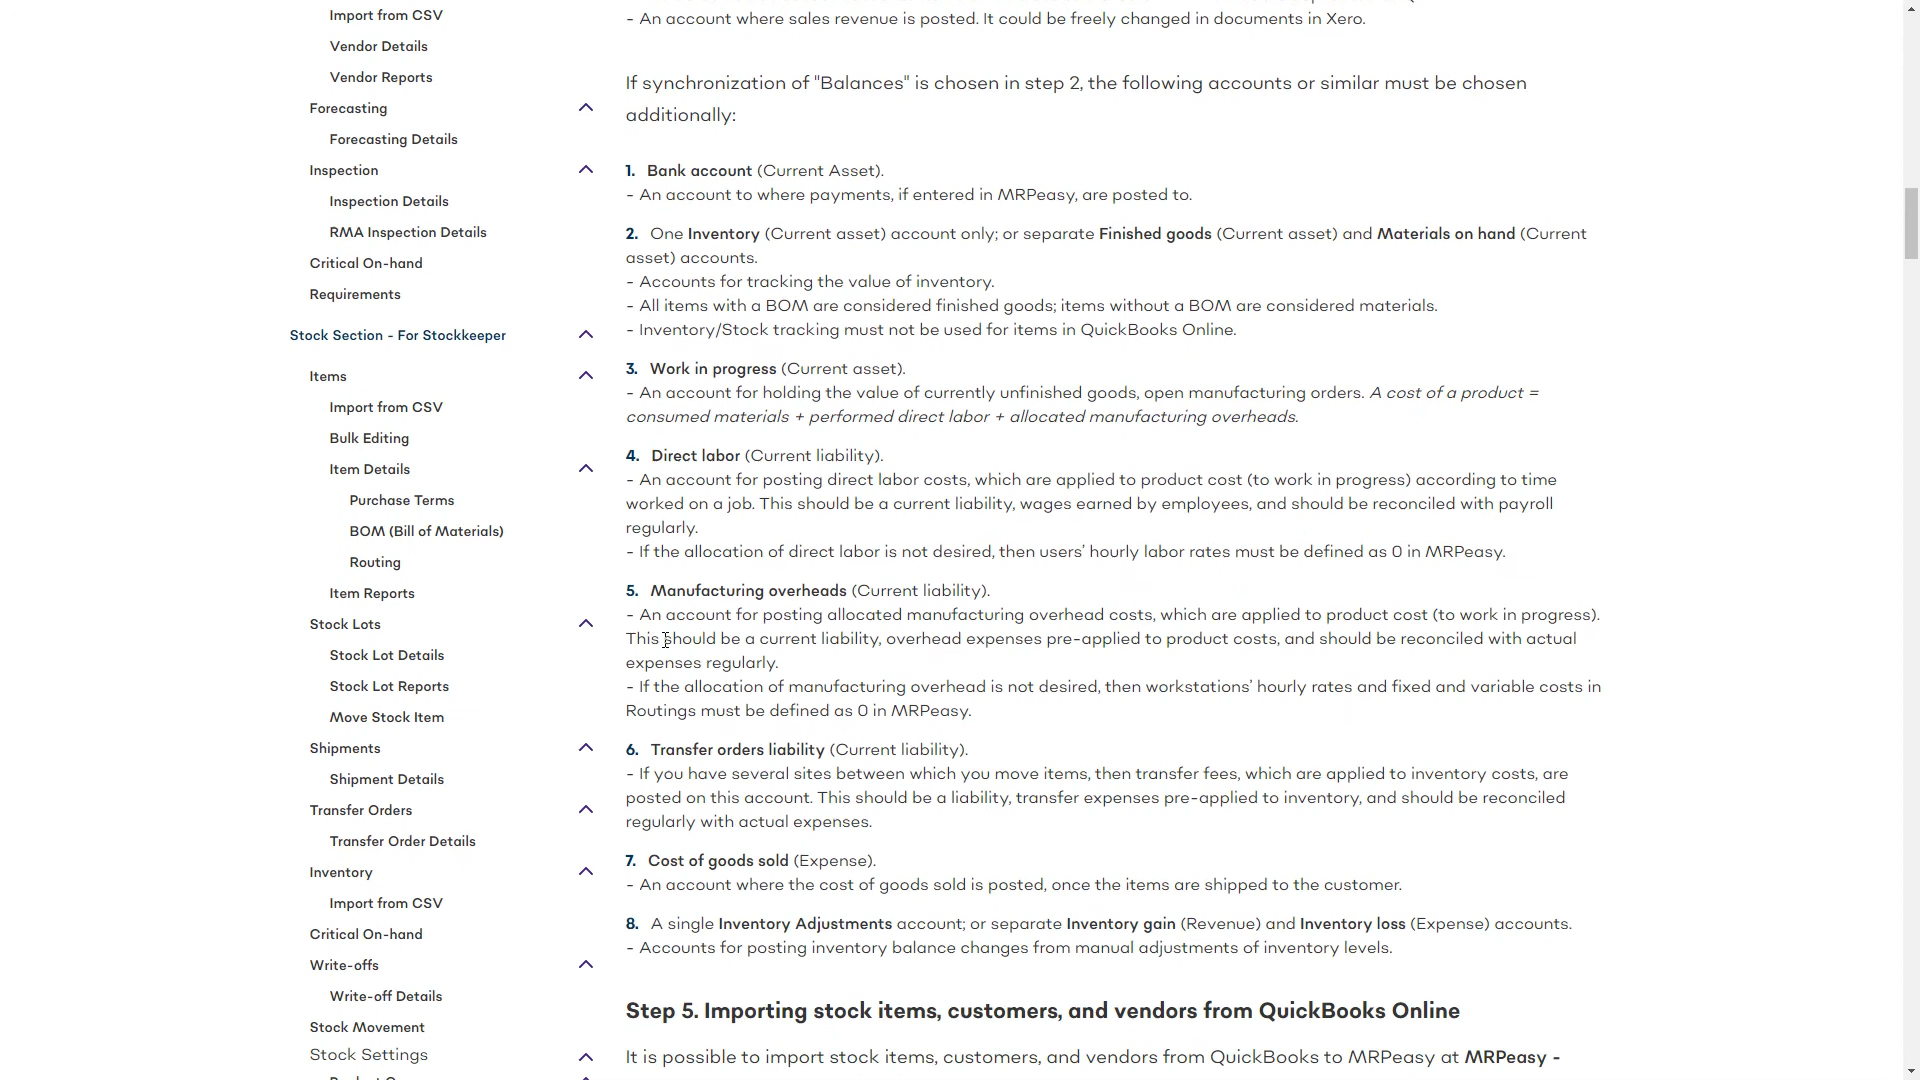 Import from CSV
Vendor Details
Vendor Reports
Forecasting
Forecasting Details
Inspection
Inspection Details
RMA Inspection Details
Critical On-hand
Requirements
Stock Section - For Stockkeeper
Items
Import from CSV
Bulk Editing
Item Details
Purchase Terms
BOM (Bill of Materials)
Routing
Item Reports
Stock Lots
Stock Lot Details
Stock Lot Reports
Move Stock Item
Shipments
Shipment Details
Transfer Orders
Transfer Order Details
Inventory
Import from CSV
Critical On-hand
Write-offs
Write-off Details
Stock Movement
Stock Settings
- An account where sales revenue is posted. It could be freely changed in documents in Xero.
If synchronization of "Balances" is chosen in step 2, the following accounts or similar must be chosen
additionally:
1. Bank account (Current Asset).
- An account to where payments, if entered in MRPeasy, are posted to.
2. One Inventory (Current asset) account only; or separate Finished goods (Current asset) and Materials on hand (Current
asset) accounts.
- Accounts for tracking the value of inventory.
- All items with a BOM are considered finished goods; items without a BOM are considered materials.
- Inventory/Stock tracking must not be used for items in QuickBooks Online.
3. Work in progress (Current asset).
- An account for holding the value of currently unfinished goods, open manufacturing orders. A cost of a product =
consumed materials + performed direct labor + allocated manufacturing overheads.
4. Direct labor (Current liability).
- An account for posting direct labor costs, which are applied to product cost (to work in progress) according to time
worked on a job. This should be a current liability, wages earned by employees, and should be reconciled with payroll
regularly.
- If the allocation of direct labor is not desired, then users' hourly labor rates must be defined as 0 in MRPeasy.
5. Manufacturing overheads (Current liability).
- An account for posting allocated manufacturing overhead costs, which are applied to product cost (to work in progress).
This should be a current liability, overhead expenses pre-applied to product costs, and should be reconciled with actual
expenses regularly.
- If the allocation of manufacturing overhead is not desired, then workstations' hourly rates and fixed and variable costs in
Routings must be defined as 0 in MRPeasy.
6. Transfer orders liability (Current liability).
- If you have several sites between which you move items, then transfer fees, which are applied to inventory costs, are
posted on this account. This should be a liability, transfer expenses pre-applied to inventory, and should be reconciled
regularly with actual expenses.
7. Cost of goods sold (Expense).
- An account where the cost of goods sold is posted, once the items are shipped to the customer.
8. A single Inventory Adjustments account; or separate Inventory gain (Revenue) and Inventory loss (Expense) accounts.
- Accounts for posting inventory balance changes from manual adjustments of inventory levels.
Step 5. Importing stock items, customers, and vendors from QuickBooks Online
It is possible to import stock items, customers, and vendors from QuickBooks to MRPeasy at MRPeasy -